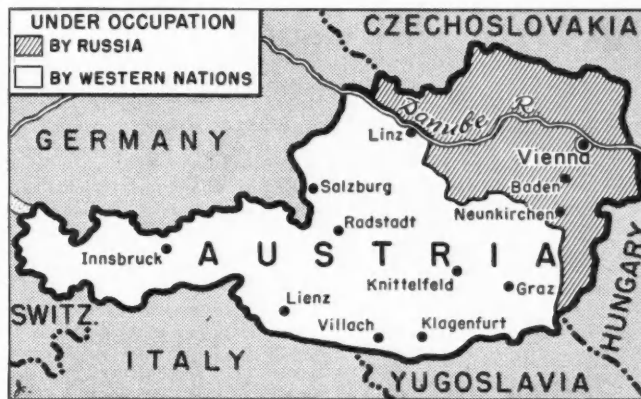 UNDER OCCUPATION
BY RUSSIA
BY WESTERN NATIONS
CZECHOSLOVAKIA
GERMANY
Danube R.
Linz
Vienna
Baden
Salzburg
Neunkirchen
Radstadt
Innsbruck
AUSTRIA
Knittelfeld
Graz
Lienz
SWITZ.
Villach
Klagenfurt
HUNGARY
ITALY
YUGOSLAVIA